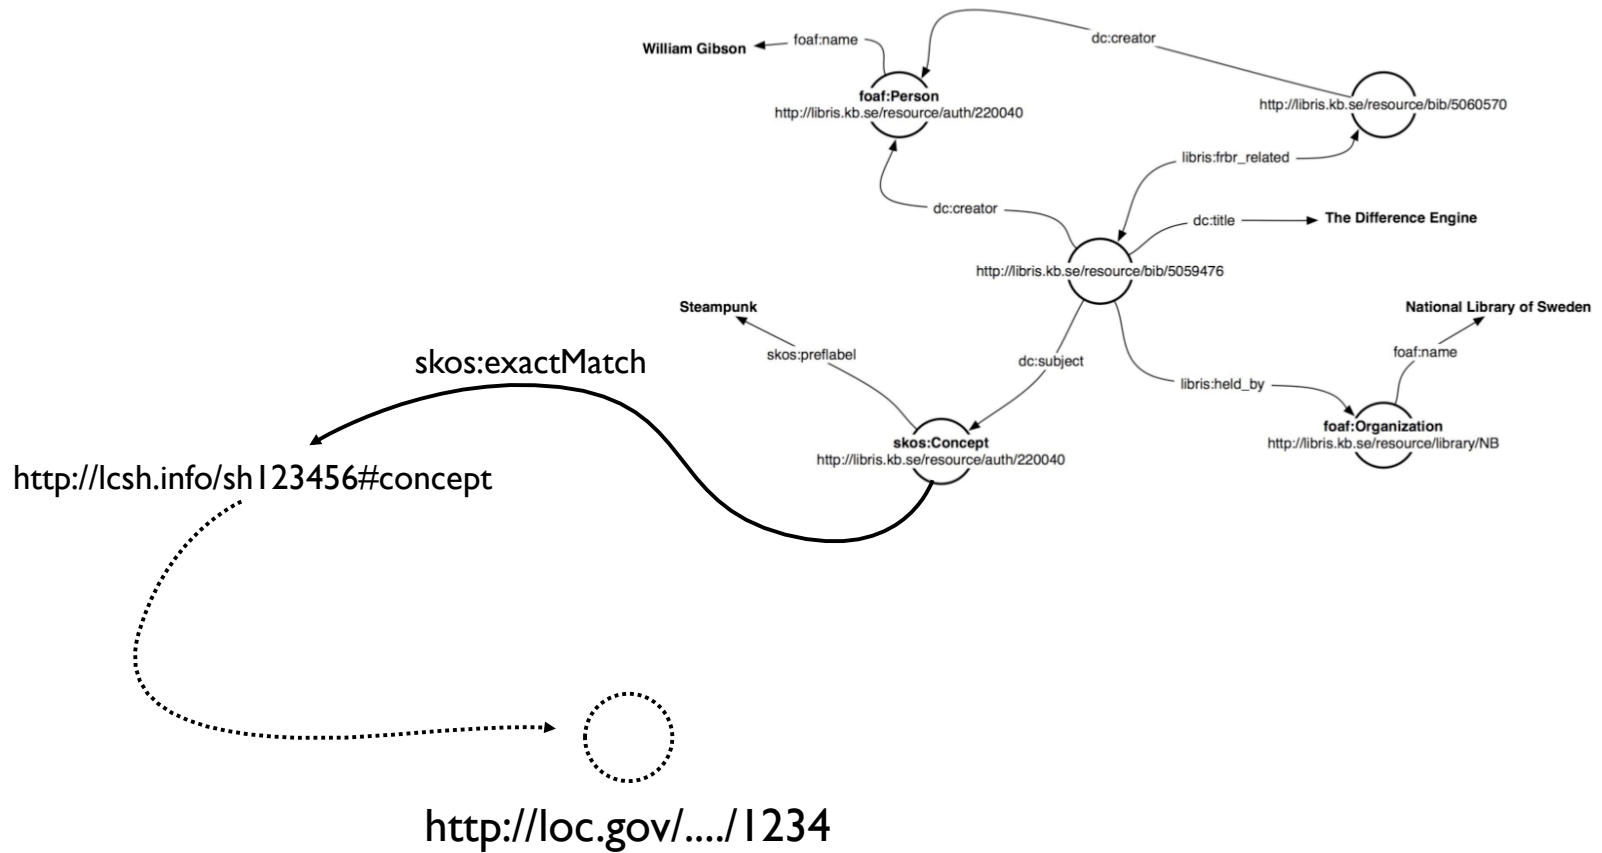 dc:creator
William Gibson
foaf:name
foaf:Person
http://libris.kb.se/resource/auth/220040
http://libris.kb.se/resource/bib/5060570
libris:frbr_related
dc:creator
dc:title
The Difference Engine
http://libris.kb.se/resource/bib/5059476
Steampunk
National Library of Sweden
skos:preflabel
dc:subject
foaf:name
skos:exactMatch
libris:held_by
foaf:Organization
http://libris.kb.se/resource/library/NB
skos:Concept
http://libris.kb.se/resource/auth/220040
http://lcsh.info/sh123456#concept
http://loc.gov/..../1234